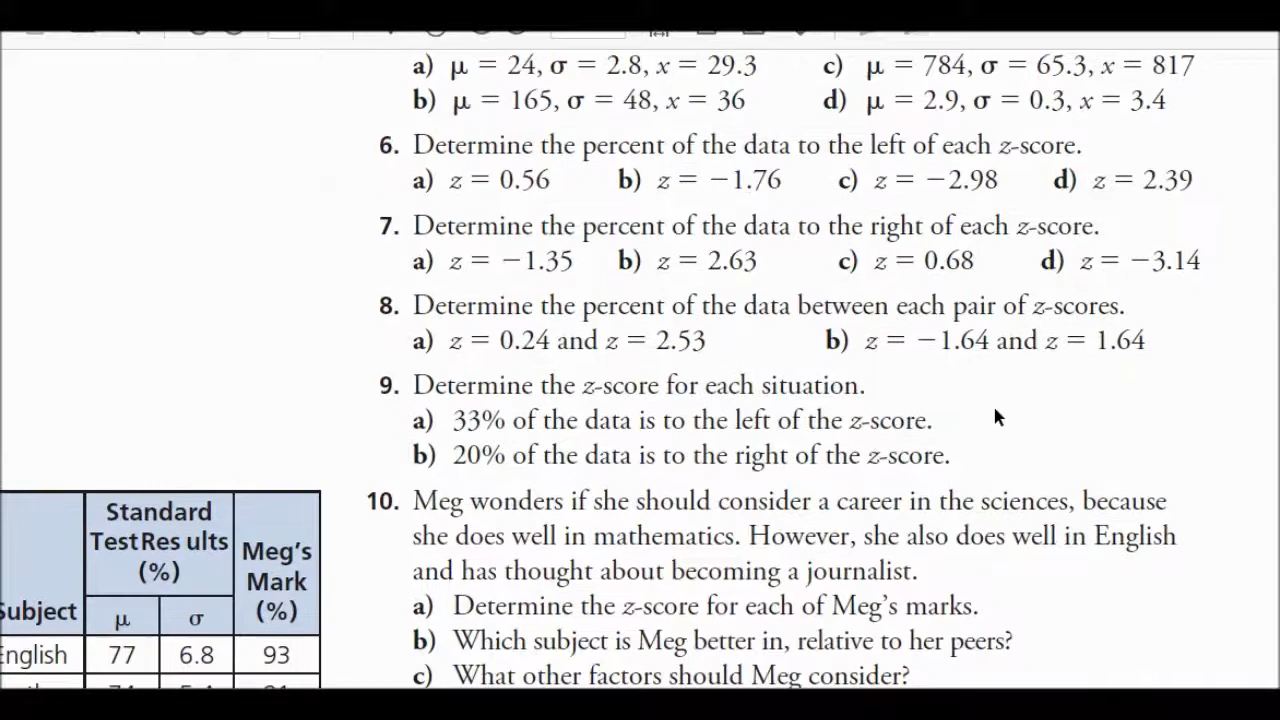 a) μ = 24, σ = 2.8, x = 29.3 c) μ = 784, σ = 65.3, x = 817
b) μ = 165, σ = 48, x = 36 d) μ = 2.9, σ = 0.3, x = 3.4
6. Determine the percent of the data to the left of each z-score.
a) z = 0.56 b) z = −1.76 c) z = −2.98 d) z = 2.39
7. Determine the percent of the data to the right of each z-score.
a) z = −1.35 b) z = 2.63 c) z = 0.68 d) z = −3.14
8. Determine the percent of the data between each pair of z-scores.
a) z = 0.24 and z = 2.53 b) z = −1.64 and z = 1.64
9. Determine the z-score for each situation.
a) 33% of the data is to the left of the z-score.
b) 20% of the data is to the right of the z-score.
10. Meg wonders if she should consider a career in the sciences, because
she does well in mathematics. However, she also does well in English
and has thought about becoming a journalist.
a) Determine the z-score for each of Meg's marks.
b) Which subject is Meg better in, relative to her peers?
c) What other factors should Meg consider?
Standard
TestRes ults
(%)
Meg's
Mark
(%)
Subject
μ σ
English 77 6.8 93